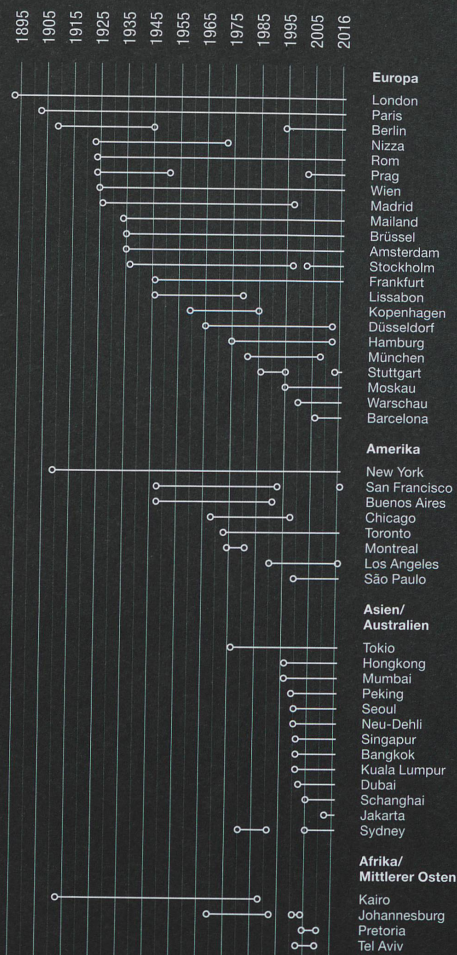 1895 1905 1915 1925 1935 1945 1955 1965 1975 1985 1995 2005 2016
Europa
London
Paris
Berlin
Nizza
Rom
Prag
Wien
Madrid
Mailand
Brüssel
Amsterdam
Stockholm
Frankfurt
Lissabon
Kopenhagen
Düsseldorf
Hamburg
München
Stuttgart
Moskau
Warschau
Barcelona
Amerika
New York
San Francisco
Buenos Aires
Chicago
Toronto
Montreal
Los Angeles
São Paulo
Asien/
Australien
Tokio
Hongkong
Mumbai
Peking
Seoul
Neu-Dehli
Singapur
Bangkok
Kuala Lumpur
Dubai
Schanghai
Jakarta
Sydney
Afrika/
Mittlerer Osten
Kairo
Johannesburg
Pretoria
Tel Aviv